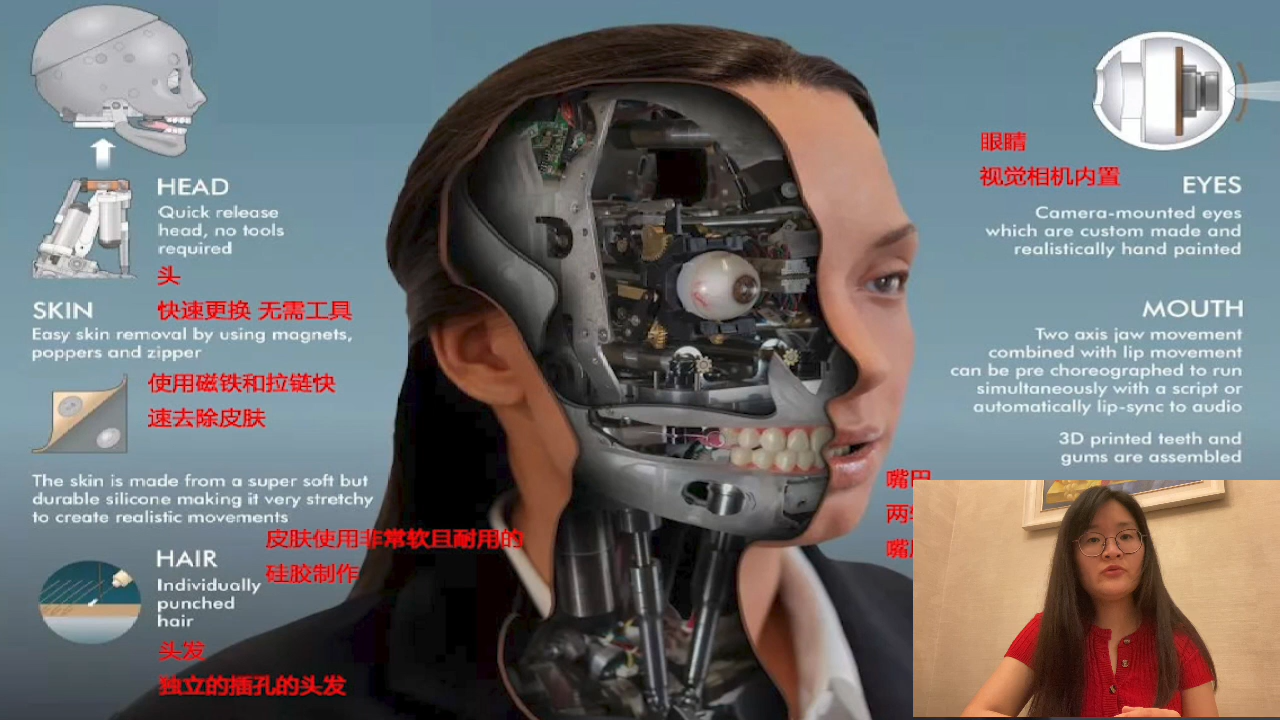 HEAD
Quick release
head, no tools
required
头
快速更换 无需工具
SKIN
Easy skin removal by using magnets,
poppers and zipper
使用磁铁和拉链快
速去除皮肤
The skin is made from a super soft but
durable silicone making it very stretchy
to create realistic movements
皮肤使用非常软且耐用的
硅胶制作
HAIR
Individually
punched
hair
头发
独立的插孔的头发
眼睛
视觉相机内置
EYES
Camera-mounted eyes
which are custom made and
realistically hand painted
MOUTH
Two axis jaw movement
combined with lip movement
can be pre choreographed to run
simultaneously with a script or
automatically lip-sync to audio
3D printed teeth and
gums are assembled
嘴巴
两
嘴